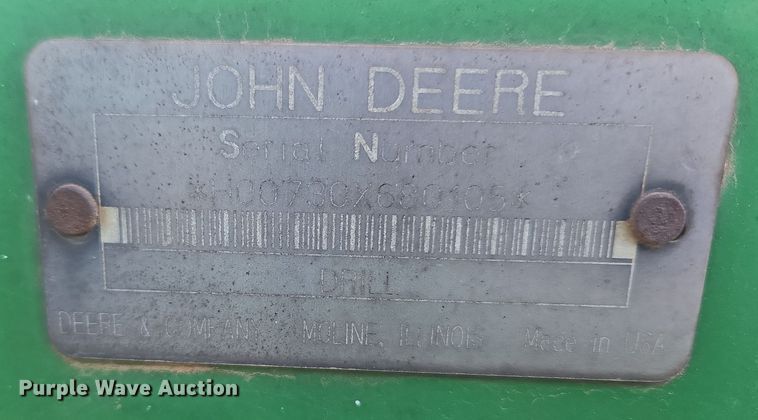 JOHN DEERE
Serial Number
*H00730X680105*
DRILL
DEERE & COMPANY MOLINE, ILLINOIS Made in USA
Purple Wave Auction